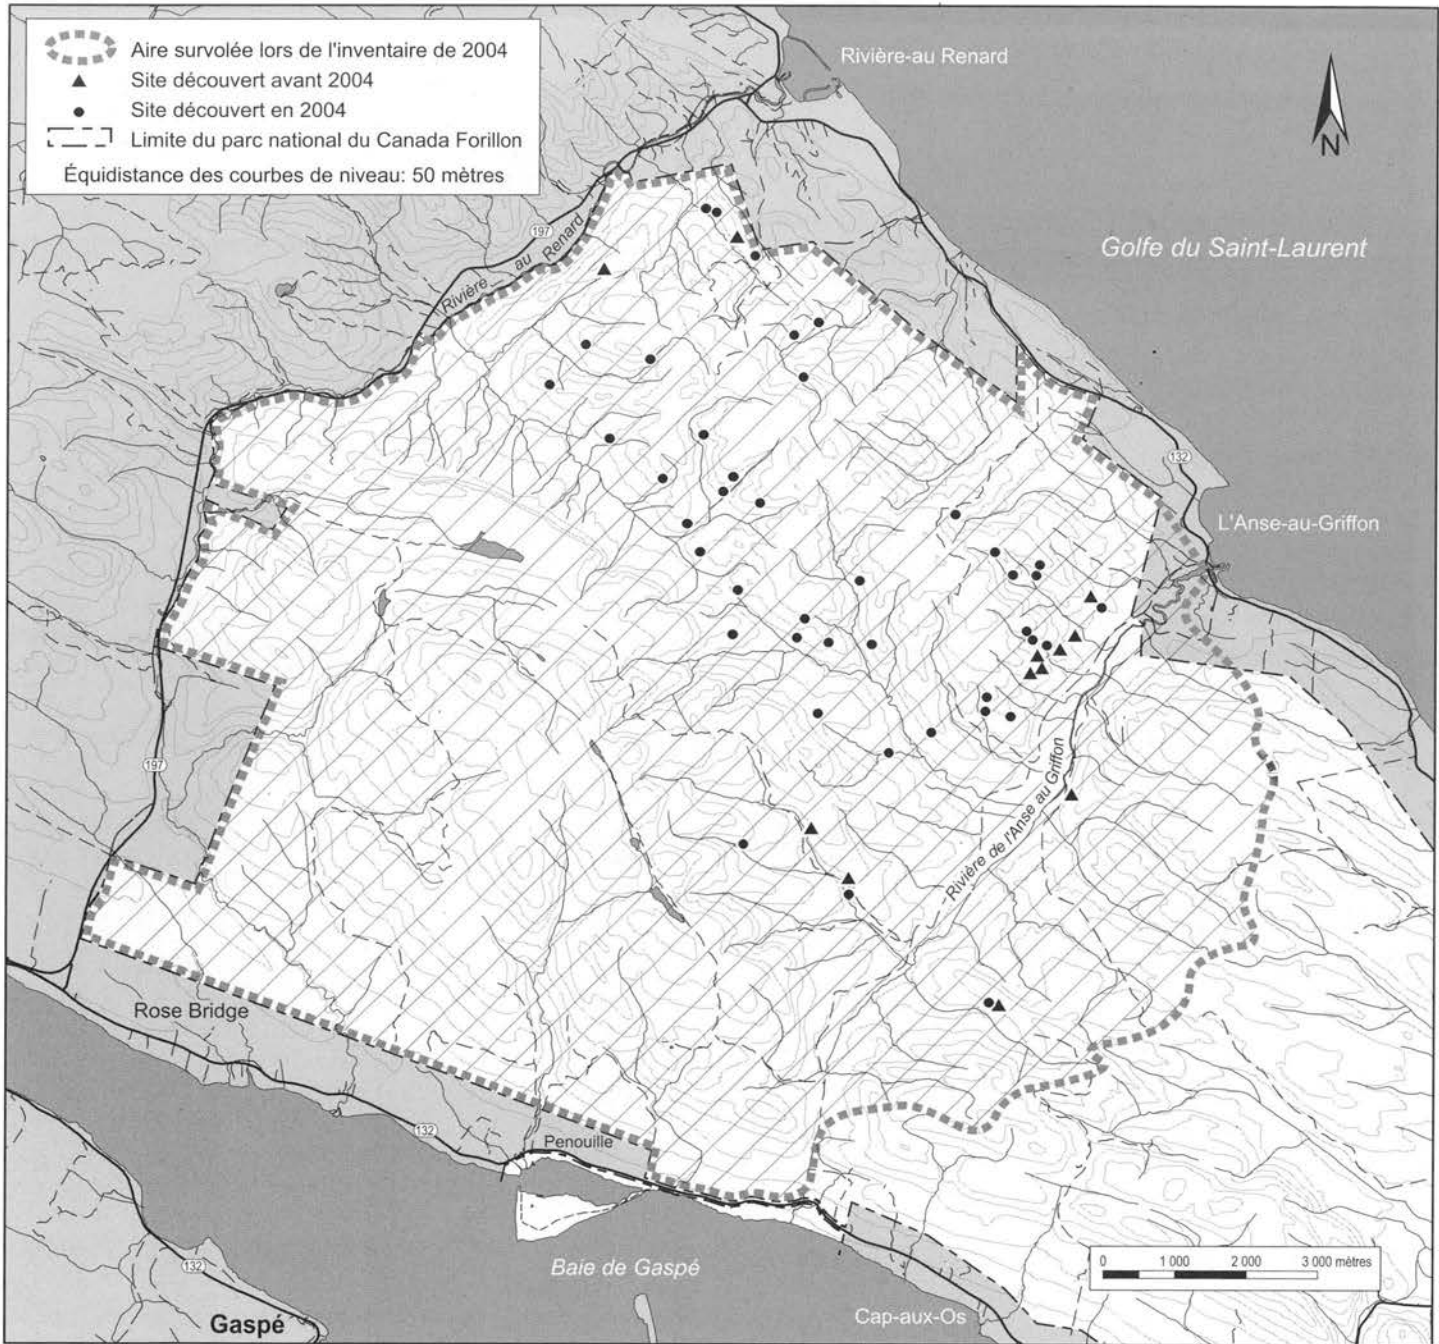 Aire survolée lors de l'inventaire de 2004
Site découvert avant 2004
Site découvert en 2004
Limite du parc national du Canada Forillon
Équidistance des courbes de niveau: 50 mètres
Rivière-au Renard
N
Golfe du Saint-Laurent
197
Rivière au Renard
132
L'Anse-au-Griffon
197
Rivière de l'Anse au Griffon
Rose Bridge
132
Penouille
Baie de Gaspé
132
Gaspé
Cap-aux-Os
0 1 000 2 000 3 000 mètres